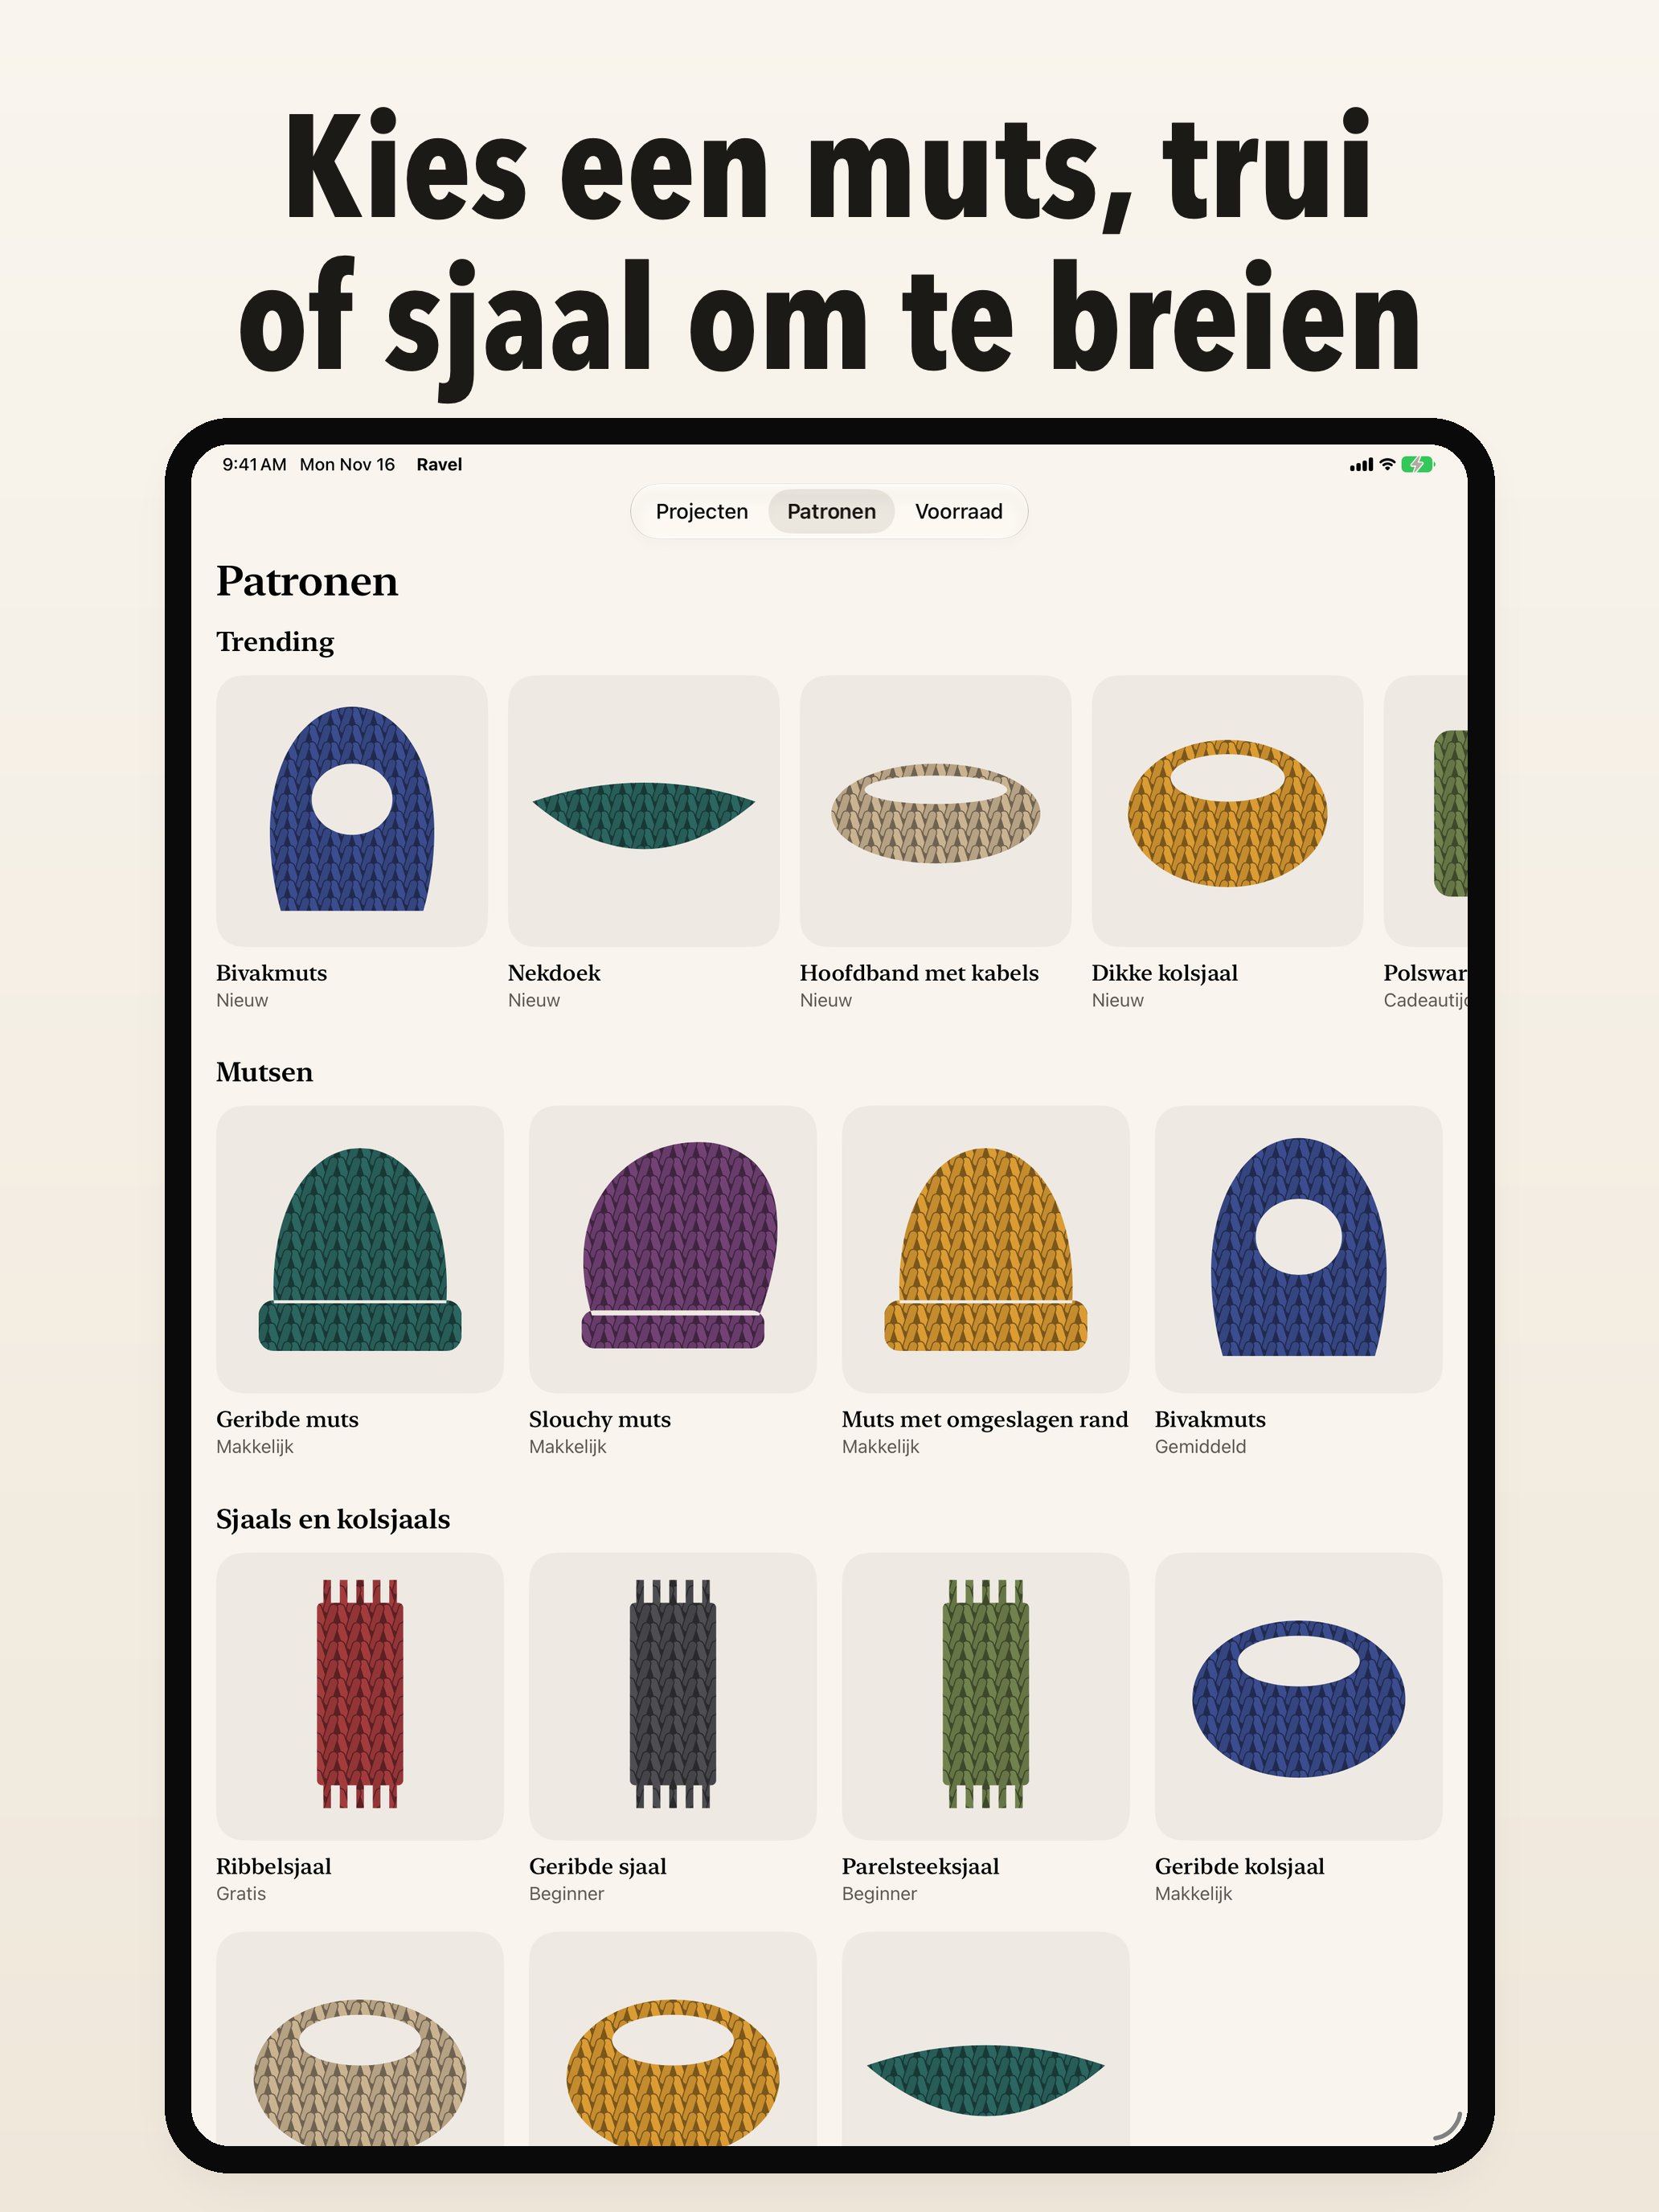 Kies een muts, trui
of sjaal om te breien
9:41 AM Mon Nov 16 Ravel
Projecten Patronen Voorraad
Patronen
Trending
Bivakmuts
Nieuw
Nekdoek
Nieuw
Hoofdband met kabels
Nieuw
Dikke kolsjaal
Nieuw
Mutsen
Geribde muts
Makkelijk
Slouchy muts
Makkelijk
Muts met omgeslagen rand
Makkelijk
Bivakmuts
Gemiddeld
Sjaals en kolsjaals
Ribbelsjaal
Gratis
Geribde sjaal
Beginner
Parelsteeksjaal
Beginner
Geribde kolsjaal
Makkelijk